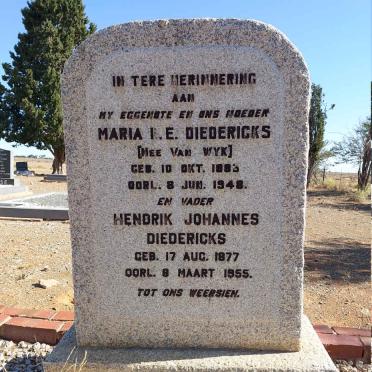 IN TERE HERINNERING
AAN
MY EGGENOTE EN ONS MOEDER
MARIA E. DIEDERICKS
[NEE VAN WYK]
GEB. 10 OKT. 1883
OORL. 8 JUN. 1948.
EN VADER
HENDRIK JOHANNES
DIEDERICKS
GEB. 17 AUG. 1877
OORL. 8 MAART 1955.
TOT ONS WEERSIEN.